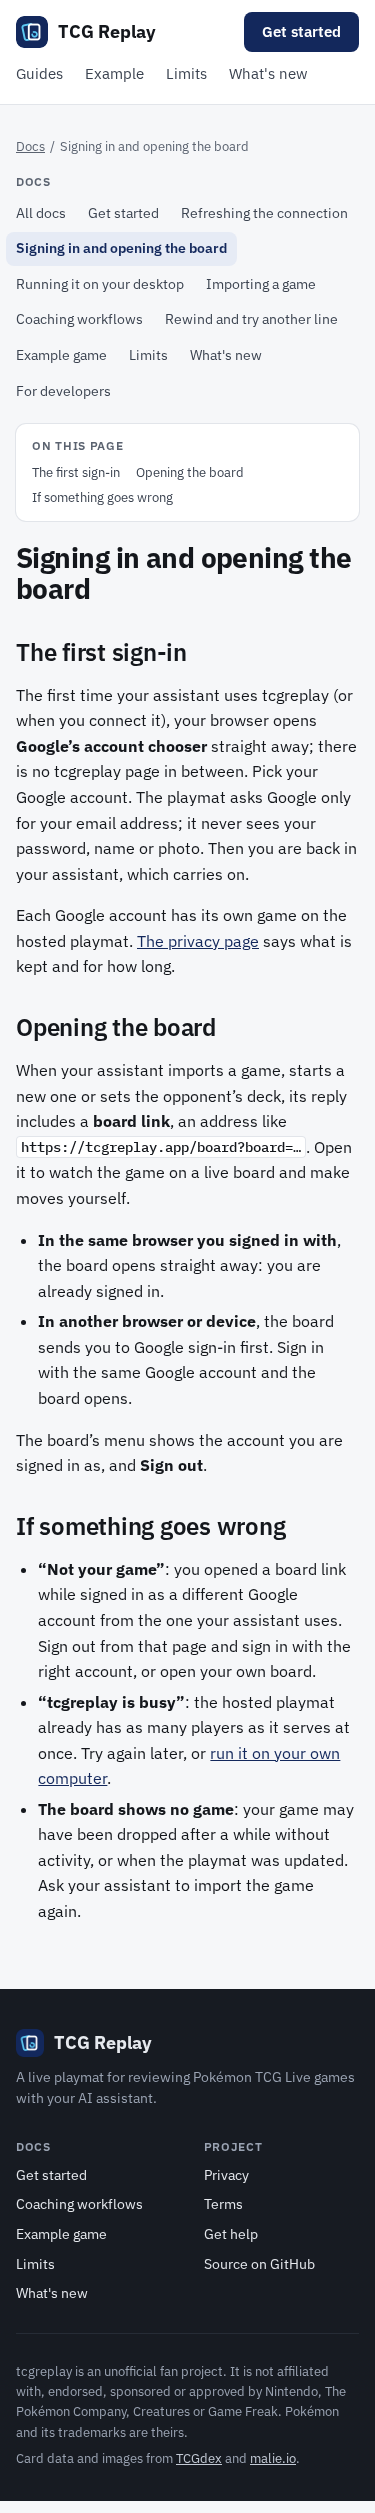 TCG Replay
Get started
Guides Example Limits What's new
Docs / Signing in and opening the board
DOCS
All docs Get started Refreshing the connection
Signing in and opening the board
Running it on your desktop Importing a game
Coaching workflows Rewind and try another line
Example game Limits What's new
For developers
ON THIS PAGE
The first sign-in Opening the board
If something goes wrong
Signing in and opening the
board
The first sign-in
The first time your assistant uses tcgreplay (or
when you connect it), your browser opens
Google’s account chooser straight away; there
is no tcgreplay page in between. Pick your
Google account. The playmat asks Google only
for your email address; it never sees your
password, name or photo. Then you are back in
your assistant, which carries on.
Each Google account has its own game on the
hosted playmat. The privacy page says what is
kept and for how long.
Opening the board
When your assistant imports a game, starts a
new one or sets the opponent’s deck, its reply
includes a board link, an address like
https://tcgreplay.app/board?board=… . Open
it to watch the game on a live board and make
moves yourself.
• In the same browser you signed in with,
the board opens straight away: you are
already signed in.
• In another browser or device, the board
sends you to Google sign-in first. Sign in
with the same Google account and the
board opens.
The board’s menu shows the account you are
signed in as, and Sign out.
If something goes wrong
• “Not your game”: you opened a board link
while signed in as a different Google
account from the one your assistant uses.
Sign out from that page and sign in with the
right account, or open your own board.
• “tcgreplay is busy”: the hosted playmat
already has as many players as it serves at
once. Try again later, or run it on your own
computer.
• The board shows no game: your game may
have been dropped after a while without
activity, or when the playmat was updated.
Ask your assistant to import the game
again.
TCG Replay
A live playmat for reviewing Pokémon TCG Live games
with your AI assistant.
DOCS
Get started
Coaching workflows
Example game
Limits
What's new
PROJECT
Privacy
Terms
Get help
Source on GitHub
tcgreplay is an unofficial fan project. It is not affiliated
with, endorsed, sponsored or approved by Nintendo, The
Pokémon Company, Creatures or Game Freak. Pokémon
and its trademarks are theirs.
Card data and images from TCGdex and malie.io.